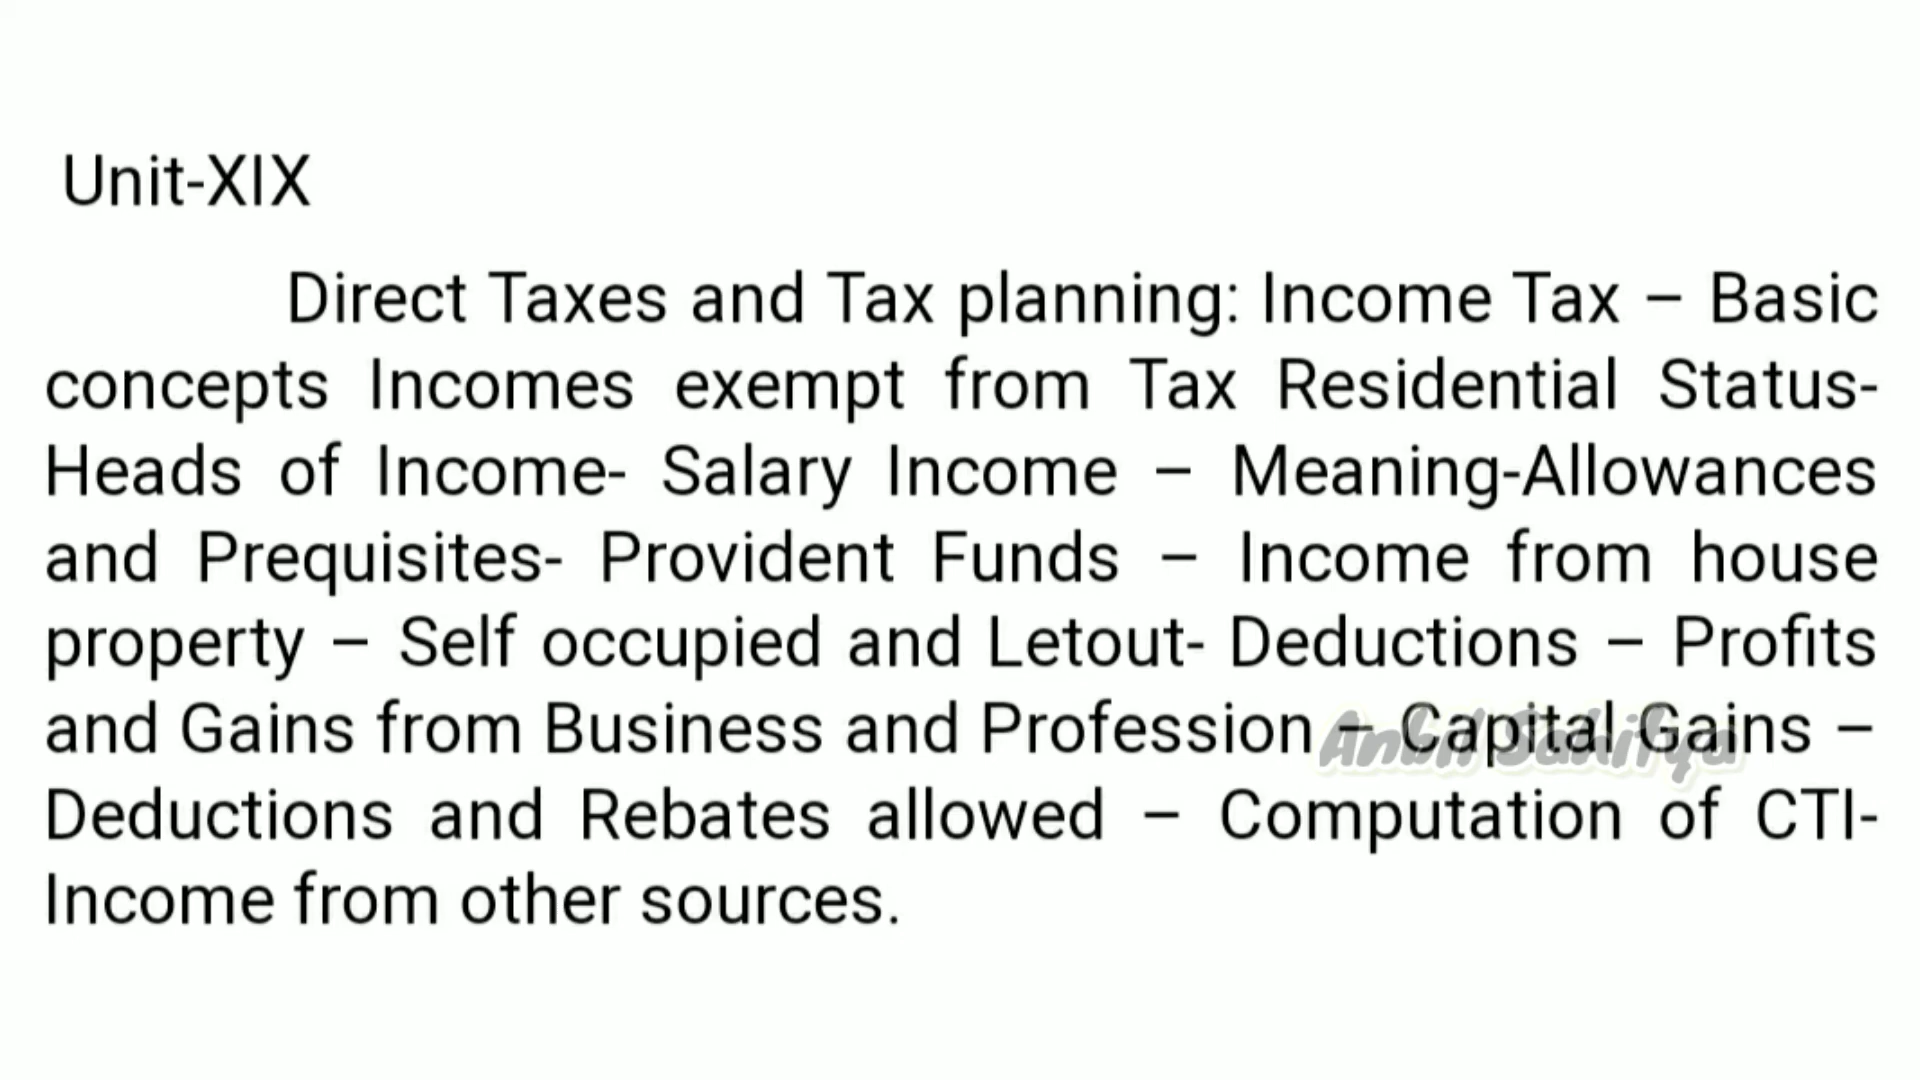 Unit-XIX
Direct Taxes and Tax planning: Income Tax – Basic
concepts Incomes exempt from Tax Residential Status-
Heads of Income- Salary Income – Meaning-Allowances
and Prequisites- Provident Funds – Income from house
property – Self occupied and Letout- Deductions – Profits
and Gains from Business and Profession – Capital Gains –
Anbil Sahitya
Deductions and Rebates allowed – Computation of CTI-
Income from other sources.